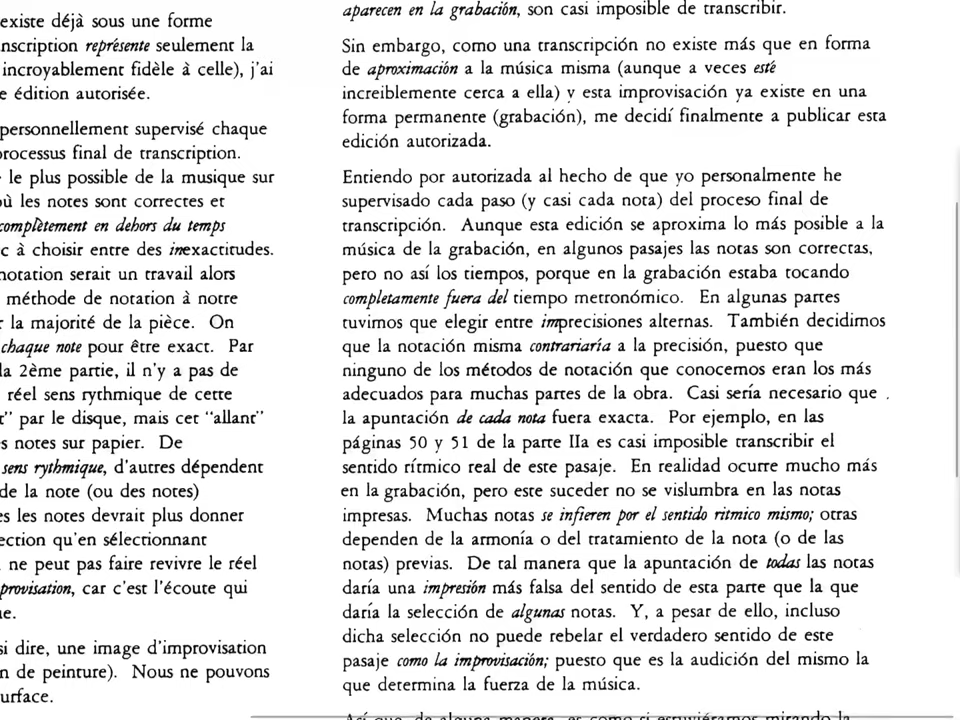 existe déjà sous une forme
nscription représente seulement la
incroyablement fidèle à celle), j'ai
e édition autorisée.
personnellement supervisé chaque
rocessus final de transcription.
le plus possible de la musique sur
où les notes sont correctes et
complètement en dehors du temps
c à choisir entre des inexactitudes.
notation serait un travail alors
méthode de notation à notre
r la majorité de la pièce. On
chaque note pour être exact. Par
la 2ème partie, il n'y a pas de
réel sens rythmique de cette
t" par le disque, mais cet "allant"
s notes sur papier. De
sens rythmique, d'autres dépendent
de la note (ou des notes)
es les notes devrait plus donner
ection qu'en sélectionnant
ne peut pas faire revivre le réel
provisation, car c'est l'écoute qui
ue.
si dire, une image d'improvisation
n de peinture). Nous ne pouvons
urface.
aparecen en la grabación, son casi imposible de transcribir.
Sin embargo, como una transcripción no existe más que en forma
de aproximación a la música misma (aunque a veces esté
increiblemente cerca a ella) y esta improvisación ya existe en una
forma permanente (grabación), me decidí finalmente a publicar esta
edición autorizada.
Entiendo por autorizada al hecho de que yo personalmente he
supervisado cada paso (y casi cada nota) del proceso final de
transcripción. Aunque esta edición se aproxima lo más posible a la
música de la grabación, en algunos pasajes las notas son correctas,
pero no así los tiempos, porque en la grabación estaba tocando
completamente fuera del tiempo metronómico. En algunas partes
tuvimos que elegir entre imprecisiones alternas. También decidimos
que la notación misma contrariaría a la precisión, puesto que
ninguno de los métodos de notación que conocemos eran los más
adecuados para muchas partes de la obra. Casi sería necesario que
la apuntación de cada nota fuera exacta. Por ejemplo, en las
páginas 50 y 51 de la parte IIa es casi imposible transcribir el
sentido rítmico real de este pasaje. En realidad ocurre mucho más
en la grabación, pero este suceder no se vislumbra en las notas
impresas. Muchas notas se infieren por el sentido ritmico mismo; otras
dependen de la armonía o del tratamiento de la nota (o de las
notas) previas. De tal manera que la apuntación de todas las notas
daría una impresión más falsa del sentido de esta parte que la que
daría la selección de algunas notas. Y, a pesar de ello, incluso
dicha selección no puede rebelar el verdadero sentido de este
pasaje como la improvisación; puesto que es la audición del mismo la
que determina la fuerza de la música.
Así que, de alguna manera, es como si estuviéramos mirando la